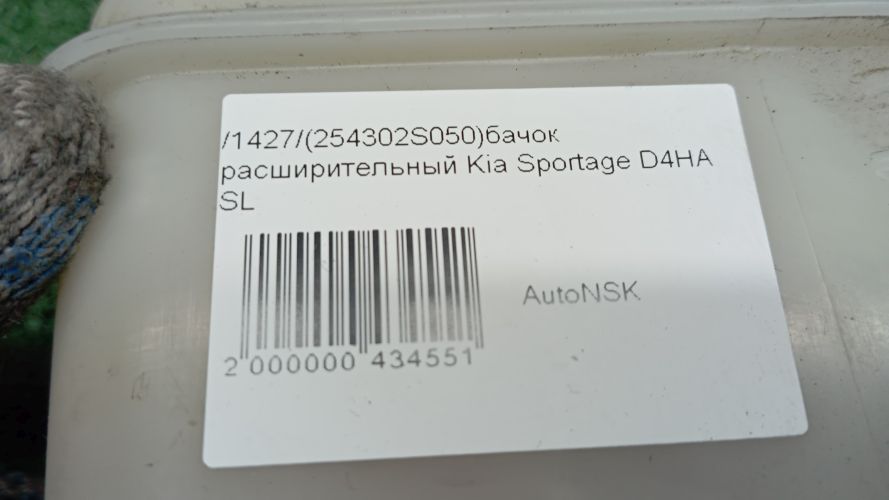 /1427/(254302S050)бачок
расширительный Kia Sportage D4HA
SL
AutoNSK
2 000000 434551